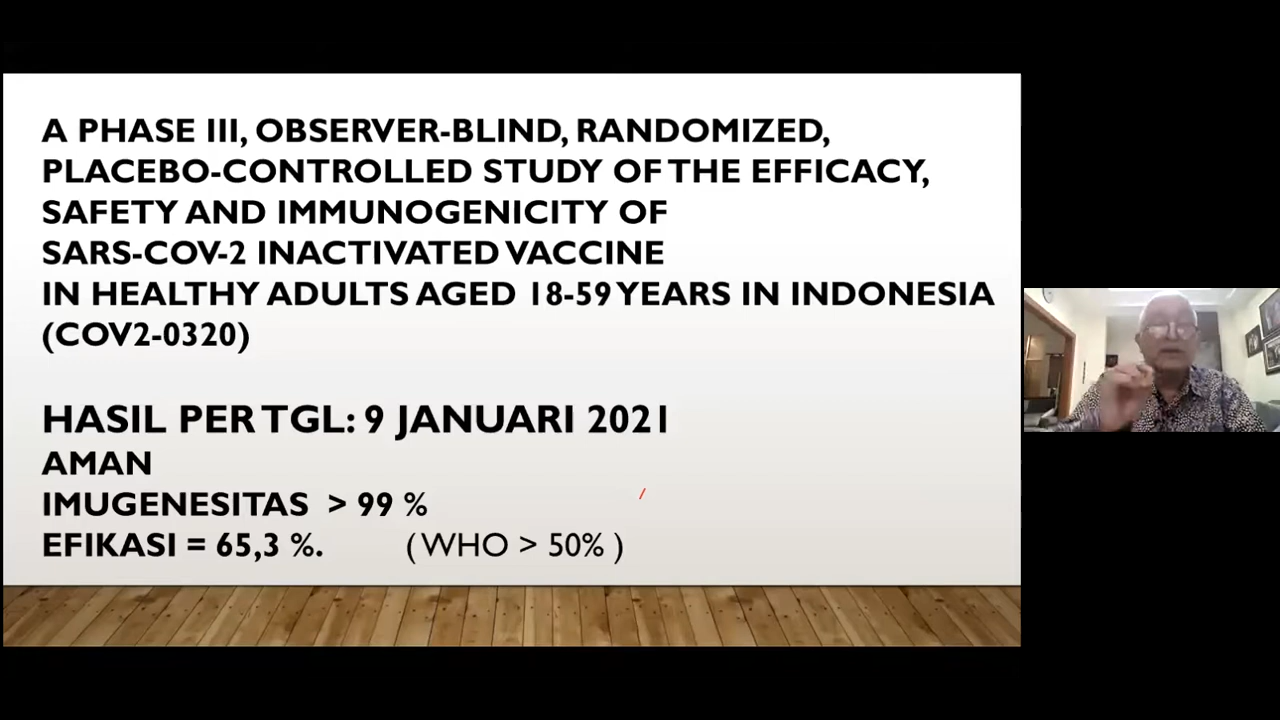 A PHASE III, OBSERVER-BLIND, RANDOMIZED,
PLACEBO-CONTROLLED STUDY OF THE EFFICACY,
SAFETY AND IMMUNOGENICITY OF
SARS-COV-2 INACTIVATED VACCINE
IN HEALTHY ADULTS AGED 18-59 YEARS IN INDONESIA
(COV2-0320)
HASIL PER TGL: 9 JANUARI 2021
AMAN
IMUGENESITAS > 99 %
EFIKASI = 65,3 %. ( WHO > 50% )